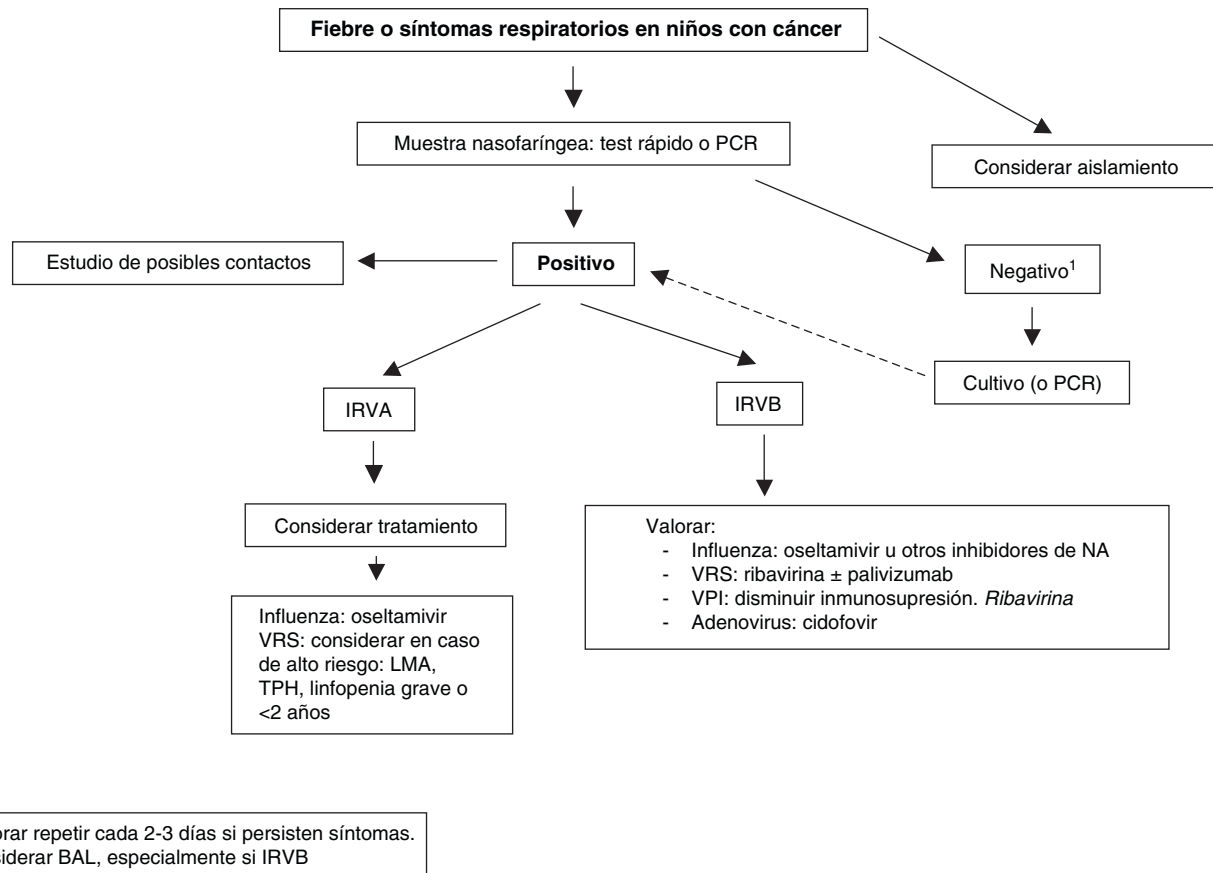 Fiebre o síntomas respiratorios en niños con cáncer
Muestra nasofaríngea: test rápido o PCR
Considerar aislamiento
Estudio de posibles contactos
Positivo
Negativo1
Cultivo (o PCR)
IRVA
IRVB
Considerar tratamiento
Valorar:
- Influenza: oseltamivir u otros inhibidores de NA
- VRS: ribavirina ± palivizumab
- VPI: disminuir inmunosupresión. Ribavirina
- Adenovirus: cidofovir
Influenza: oseltamivir
VRS: considerar en caso
de alto riesgo: LMA,
TPH, linfopenia grave o
<2 años
repetir cada 2-3 días si persisten síntomas.
BAL, especialmente si IRVB